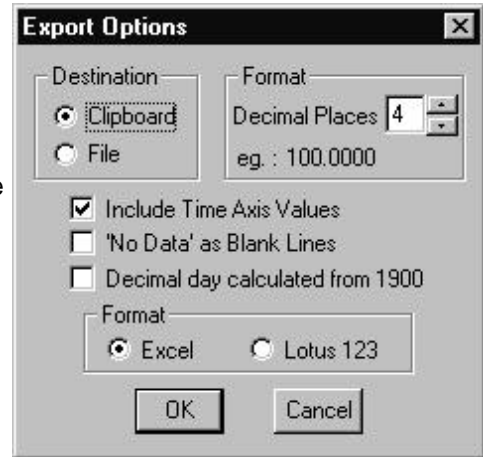 Export Options
Destination
Clipboard
File
Format
Decimal Places 4
eg. : 100.0000
e
Include Time Axis Values
'No Data' as Blank Lines
Decimal day calculated from 1900
Format
Excel Lotus 123
OK Cancel